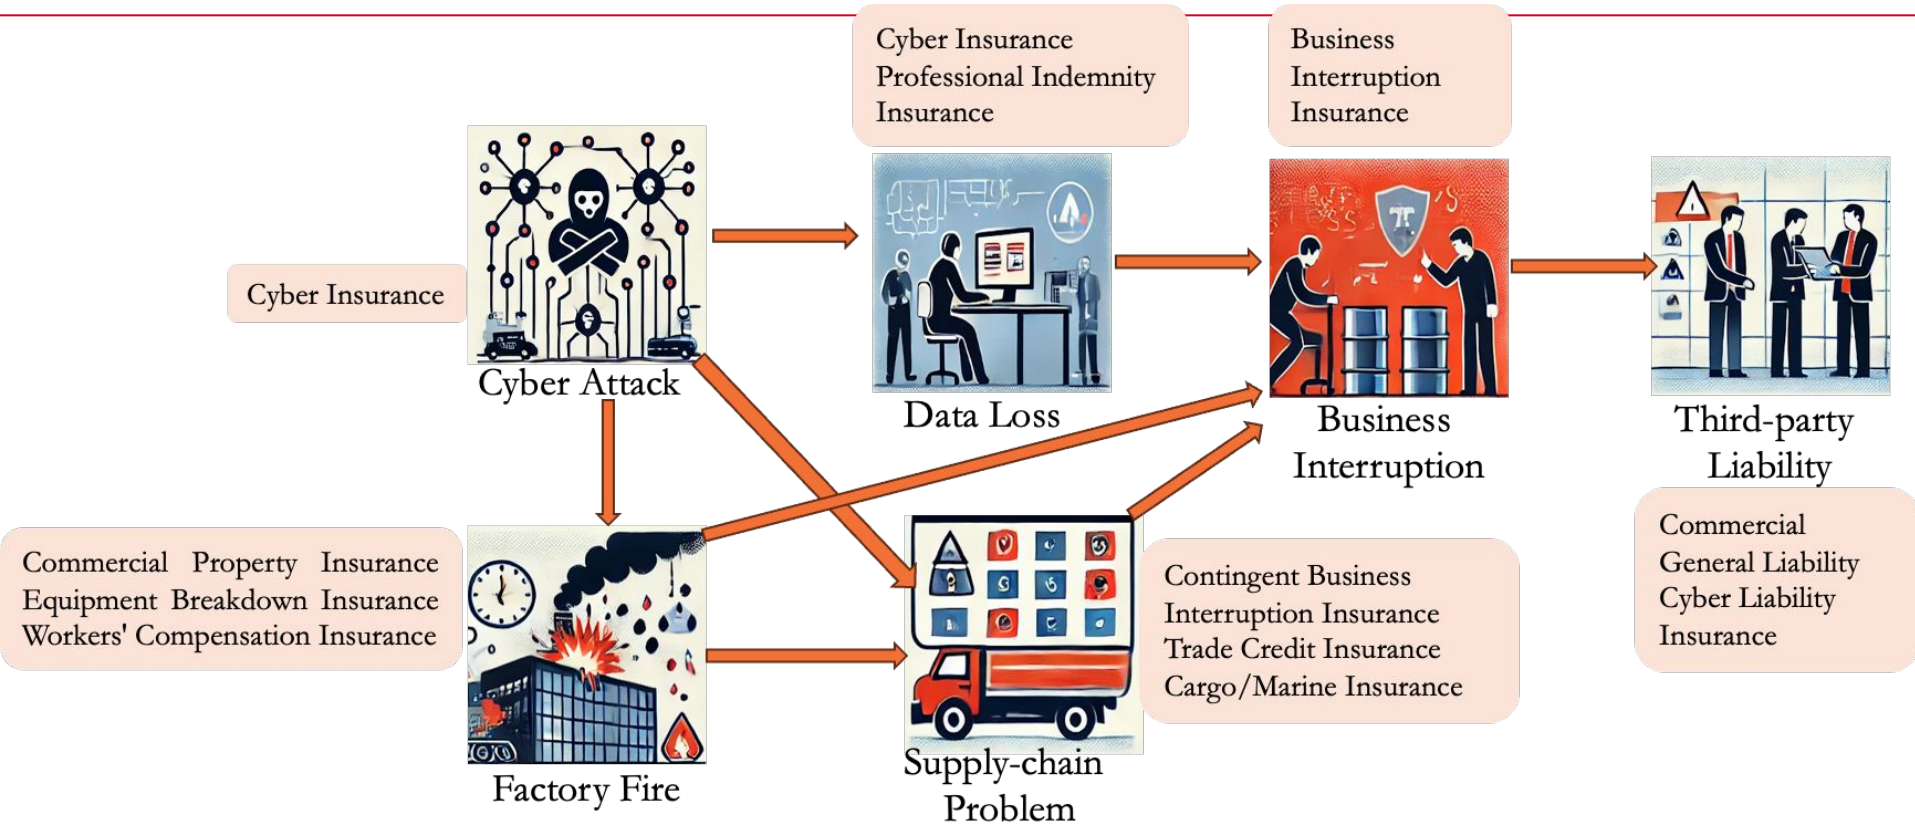 Cyber Insurance
Professional Indemnity
Insurance
Business
Interruption
Insurance
Cyber Insurance
Cyber Attack
Data Loss
Business
Interruption
Third-party
Liability
Commercial Property Insurance
Equipment Breakdown Insurance
Workers' Compensation Insurance
Contingent Business
Interruption Insurance
Trade Credit Insurance
Cargo/Marine Insurance
Commercial
General Liability
Cyber Liability
Insurance
Factory Fire
Supply-chain
Problem